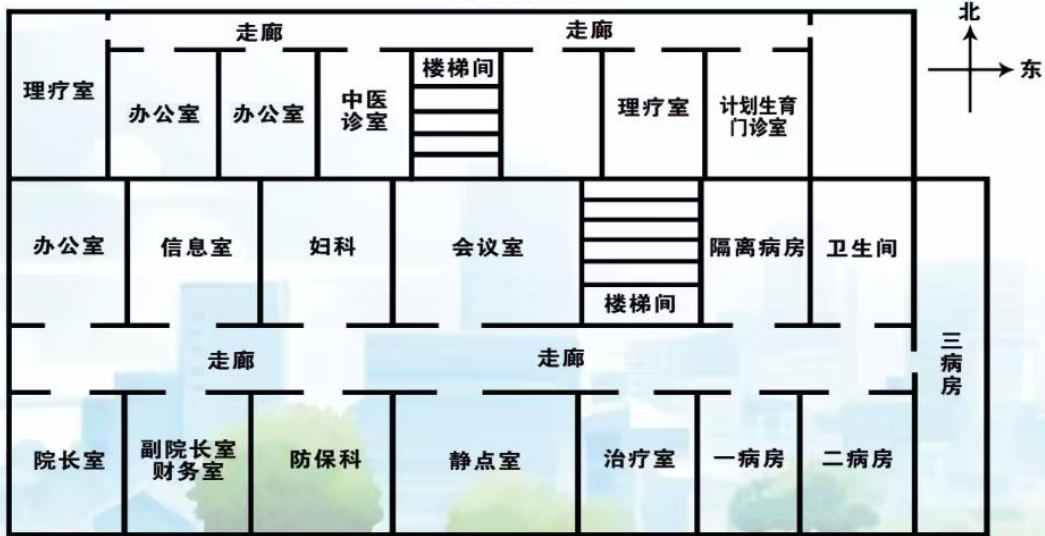 北
东
走廊
走廊
理疗室
办公室
办公室
中医
诊室
楼梯间
理疗室
计划生育
门诊室
办公室
信息室
妇科
会议室
楼梯间
隔离病房
卫生间
走廊
走廊
三病房
院长室
副院长室
财务室
防保科
静点室
治疗室
一病房
二病房